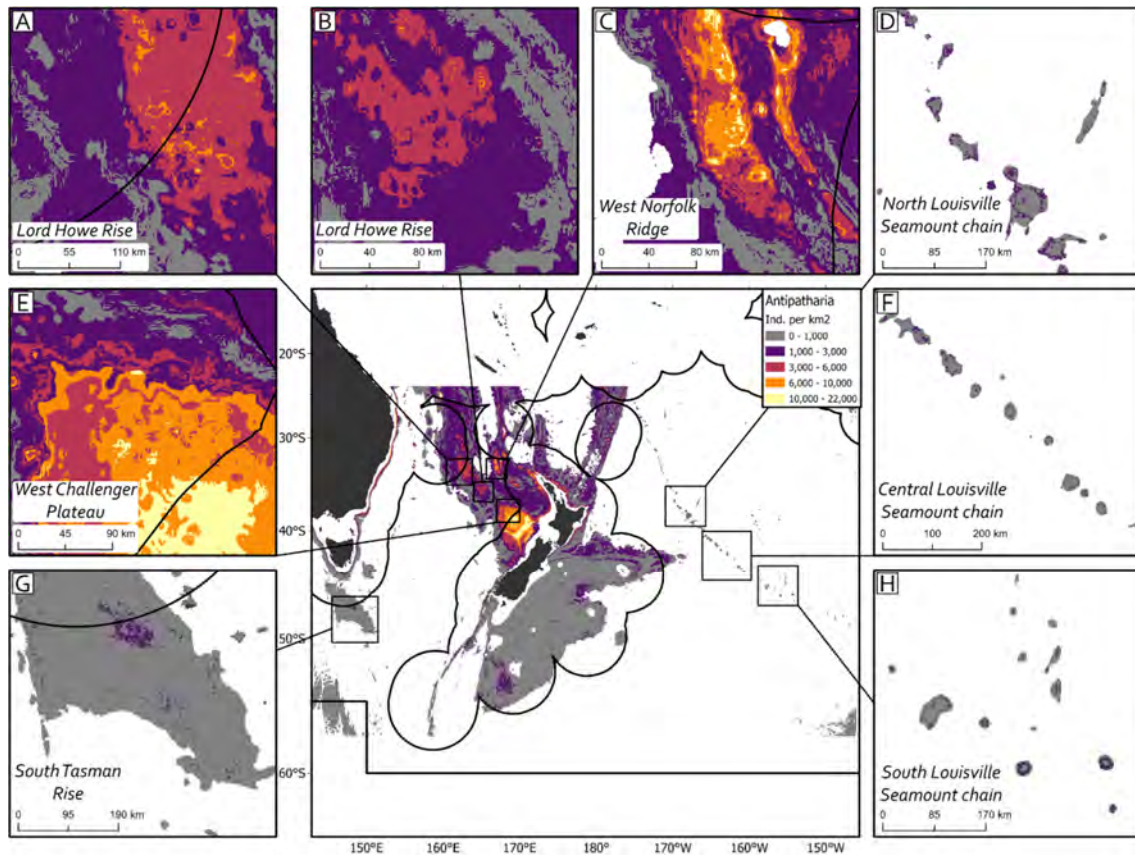 A
Lord Howe Rise
0 55 110 km
B
Lord Howe Rise
0 40 80 km
C
West Norfolk
Ridge
0 40 80 km
D
North Louisville
Seamount chain
0 85 170 km
E
West Challenger
Plateau
0 45 90 km
Antipatharia
Ind. per km2
0 - 1,000
1,000 - 3,000
3,000 - 6,000
6,000 - 10,000
10,000 - 22,000
20°S
30°S
40°S
50°S
60°S
150°E 160°E 170°E 180° 170°W 160°W 150°W
F
Central Louisville
Seamount chain
0 100 200 km
G
South Tasman
Rise
0 95 190 km
H
South Louisville
Seamount chain
0 85 170 km